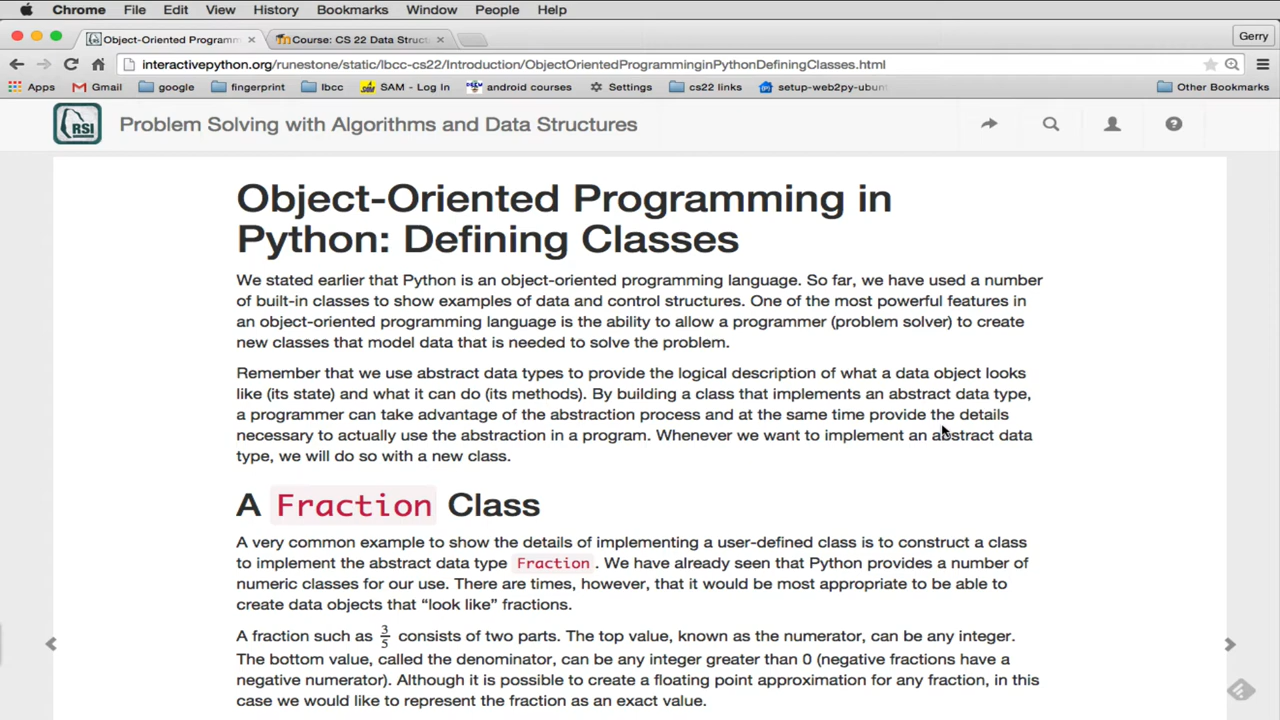 Chrome File Edit View History Bookmarks Window People Help
Object-Oriented Programm Course: CS 22 Data Struct Gerry
interactivepython.org/runestone/static/lbcc-cs22/Introduction/ObjectOrientedProgramminginPythonDefiningClasses.html
Apps Gmail google fingerprint lbcc SAM - Log In android courses Settings cs22 links setup-web2py-ubun Other Bookmarks
RSI Problem Solving with Algorithms and Data Structures
Object-Oriented Programming in
Python: Defining Classes
We stated earlier that Python is an object-oriented programming language. So far, we have used a number
of built-in classes to show examples of data and control structures. One of the most powerful features in
an object-oriented programming language is the ability to allow a programmer (problem solver) to create
new classes that model data that is needed to solve the problem.
Remember that we use abstract data types to provide the logical description of what a data object looks
like (its state) and what it can do (its methods). By building a class that implements an abstract data type,
a programmer can take advantage of the abstraction process and at the same time provide the details
necessary to actually use the abstraction in a program. Whenever we want to implement an abstract data
type, we will do so with a new class.
A Fraction Class
A very common example to show the details of implementing a user-defined class is to construct a class
to implement the abstract data type Fraction. We have already seen that Python provides a number of
numeric classes for our use. There are times, however, that it would be most appropriate to be able to
create data objects that “look like” fractions.
A fraction such as 3/5 consists of two parts. The top value, known as the numerator, can be any integer.
The bottom value, called the denominator, can be any integer greater than 0 (negative fractions have a
negative numerator). Although it is possible to create a floating point approximation for any fraction, in this
case we would like to represent the fraction as an exact value.